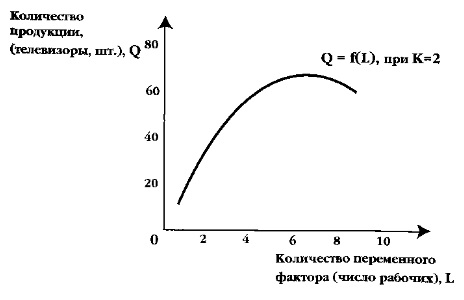 Количество
продукции,
(телевизоры, шт.), Q
80
Q = f(L), при K=2
60
40
20
0 2 4 6 8 10
Количество переменного
фактора (число рабочих), L